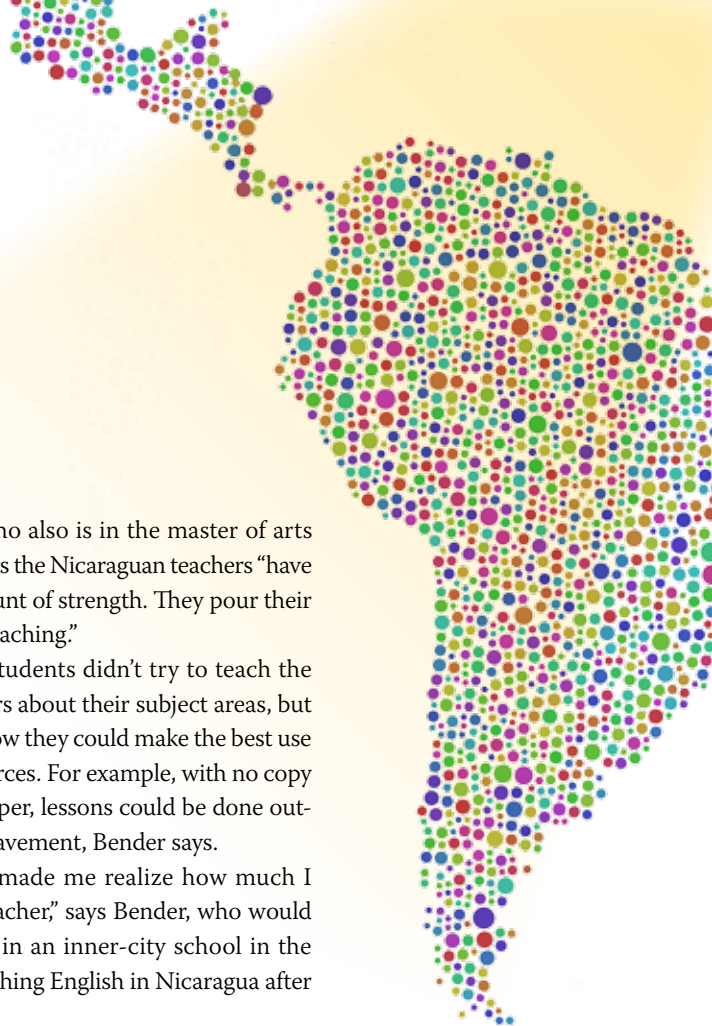 ho also is in the master of arts
s the Nicaraguan teachers “have
unt of strength. They pour their
aching.”
tudents didn’t try to teach the
rs about their subject areas, but
ow they could make the best use
rces. For example, with no copy
per, lessons could be done out-
avement, Bender says.
made me realize how much I
acher,” says Bender, who would
in an inner-city school in the
hing English in Nicaragua after